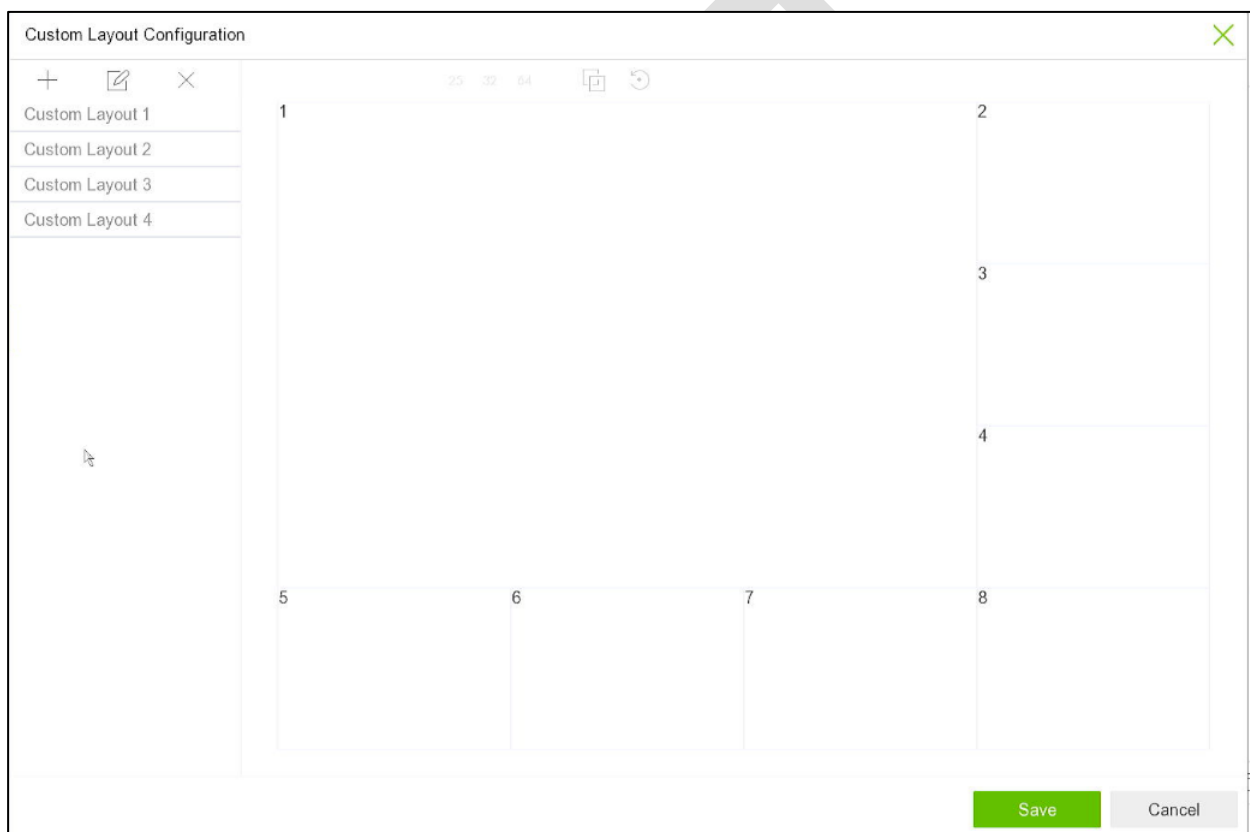 Custom Layout Configuration
25 32 64
Custom Layout 1
Custom Layout 2
Custom Layout 3
Custom Layout 4
1
2
3
4
5
6
7
8
Save
Cancel